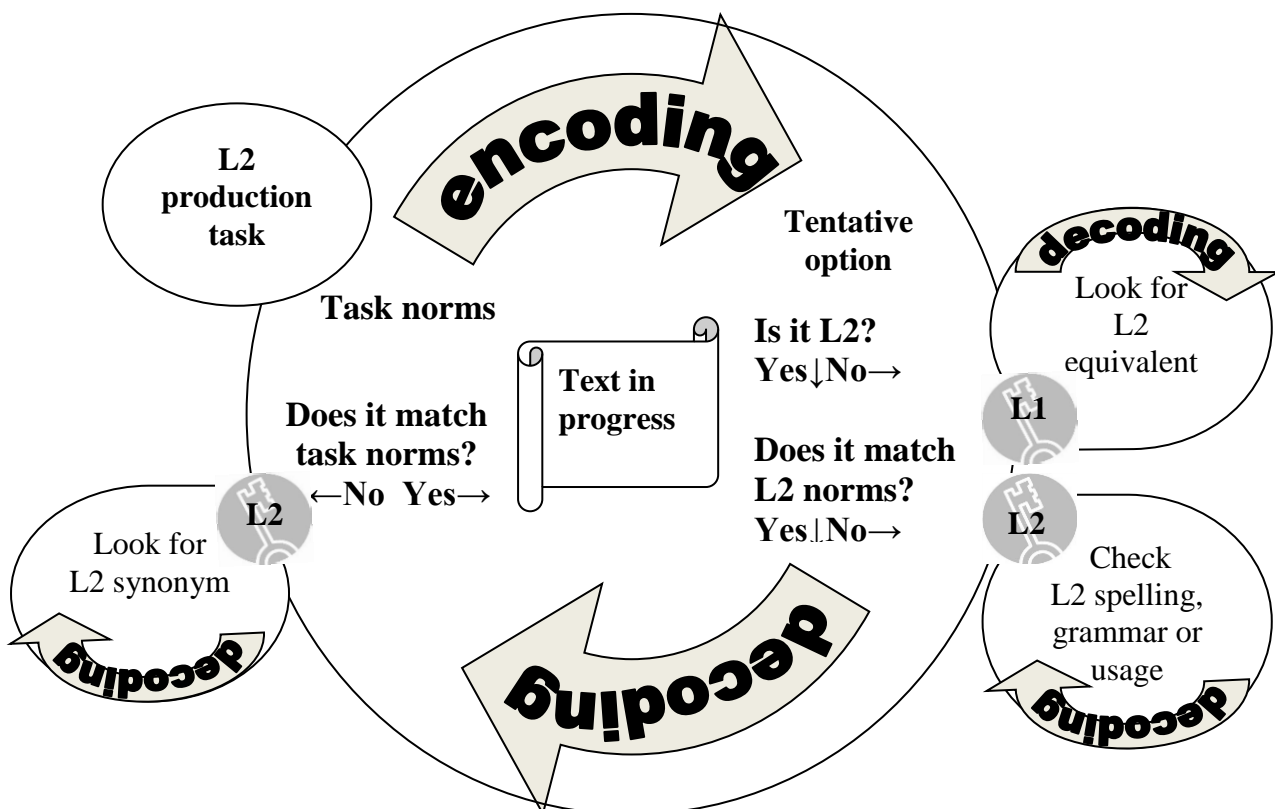 L2
production
task
encoding
Tentative
option
Task norms
decoding
Look for
L2
equivalent
L1
Is it L2?
Yes↓No→
Text in
progress
Does it match
L2 norms?
Yes↓No→
L2
Check
L2 spelling,
grammar or
usage
decoding
decoding
Does it match
task norms?
←No Yes→
L2
Look for
L2 synonym
decoding